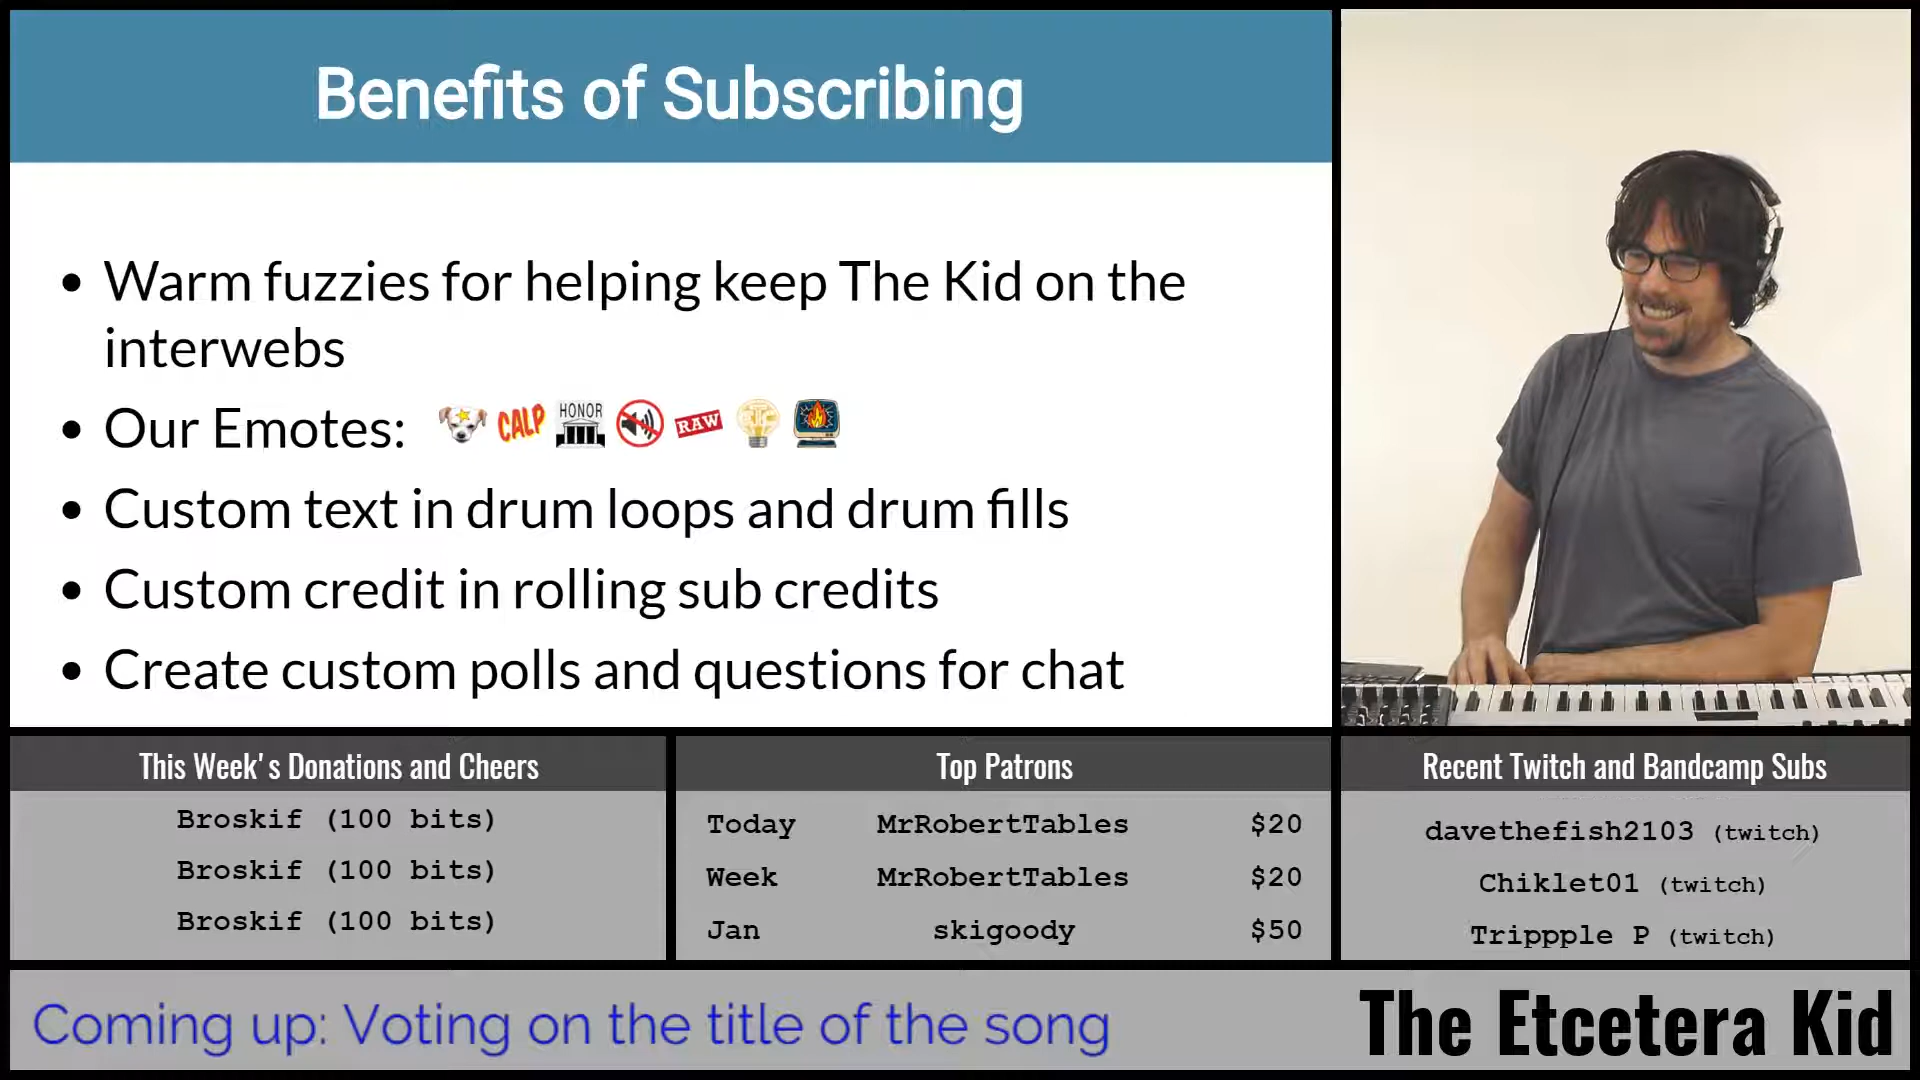 Benefits of Subscribing
• Warm fuzzies for helping keep The Kid on the
interwebs
• Our Emotes: CALP HONOR RAW ETC
• Custom text in drum loops and drum fills
• Custom credit in rolling sub credits
• Create custom polls and questions for chat
This Week's Donations and Cheers
Broskif (100 bits)
Broskif (100 bits)
Broskif (100 bits)
Top Patrons
Today MrRobertTables $20
Week MrRobertTables $20
Jan skigoody $50
Recent Twitch and Bandcamp Subs
davethefish2103 (twitch)
Chiklet01 (twitch)
Trippple P (twitch)
Coming up: Voting on the title of the song
The Etcetera Kid